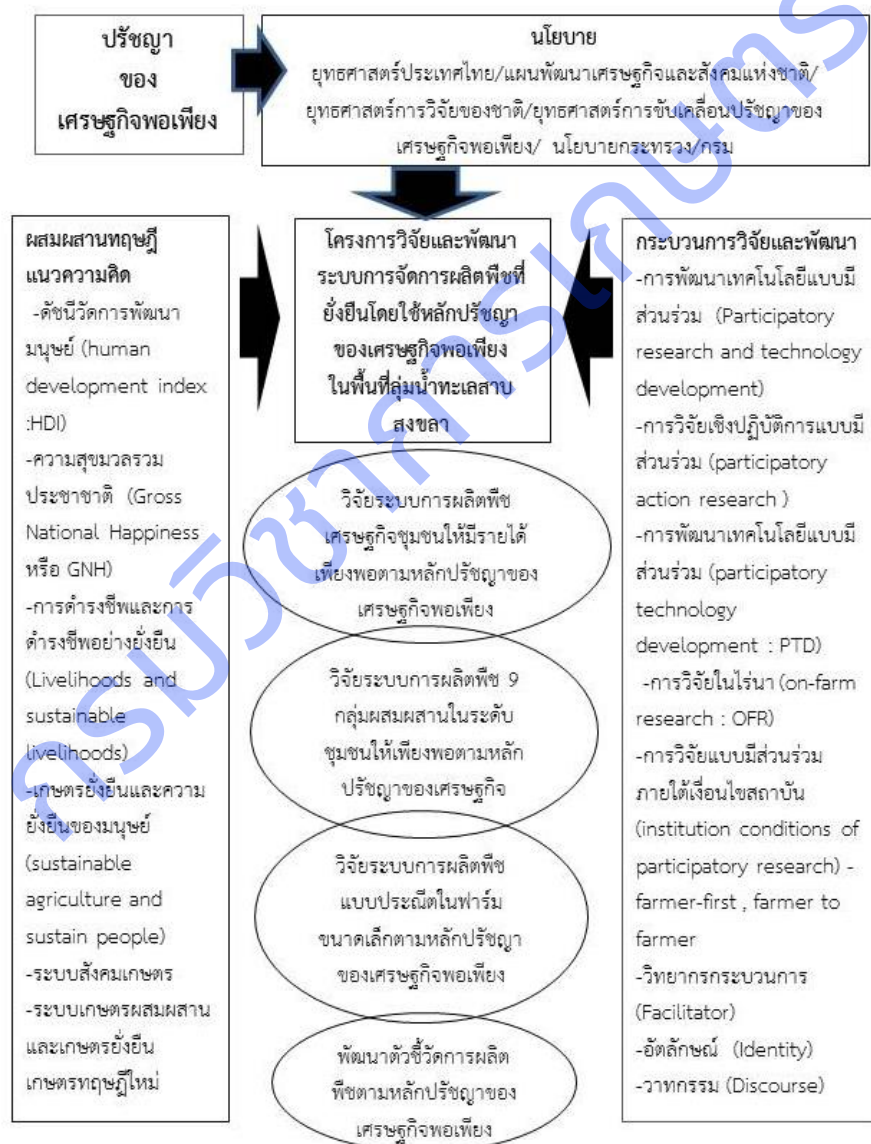 ปรัชญา
ของ
เศรษฐกิจพอเพียง
นโยบาย
ยุทธศาสตร์ประเทศไทย/แผนพัฒนาเศรษฐกิจและสังคมแห่งชาติ/
ยุทธศาสตร์การวิจัยของชาติ/ยุทธศาสตร์การขับเคลื่อนปรัชญาของ
เศรษฐกิจพอเพียง/ นโยบายกระทรวง/กรม
ผสมผสานทฤษฎี
แนวความคิด
-ดัชนีวัดการพัฒนา
มนุษย์ (human
development index
:HDI)
-ความสุขมวลรวม
ประชาชาติ (Gross
National Happiness
หรือ GNH)
-การดำรงชีพและการ
ดำรงชีพอย่างยั่งยืน
(Livelihoods and
sustainable
livelihoods)
-เกษตรยั่งยืนและความ
ยั่งยืนของมนุษย์
(sustainable
agriculture and
sustain people)
-ระบบสังคมเกษตร
-ระบบเกษตรผสมผสาน
และเกษตรยั่งยืน
เกษตรทฤษฎีใหม่
โครงการวิจัยและพัฒนา
ระบบการจัดการผลิตพืชที่
ยั่งยืนโดยใช้หลักปรัชญา
ของเศรษฐกิจพอเพียง
ในพื้นที่ลุ่มน้ำทะเลสาบ
สงขลา
วิจัยระบบการผลิตพืช
เศรษฐกิจชุมชนให้มีรายได้
เพียงพอตามหลักปรัชญาของ
เศรษฐกิจพอเพียง
วิจัยระบบการผลิตพืช 9
กลุ่มผสมผสานในระดับ
ชุมชนให้เพียงพอตามหลัก
ปรัชญาของเศรษฐกิจ
วิจัยระบบการผลิตพืช
แบบประณีตในฟาร์ม
ขนาดเล็กตามหลักปรัชญา
ของเศรษฐกิจพอเพียง
พัฒนาตัวชี้วัดการผลิต
พืชตามหลักปรัชญาของ
เศรษฐกิจพอเพียง
กระบวนการวิจัยและพัฒนา
-การพัฒนาเทคโนโลยีแบบมี
ส่วนร่วม (Participatory
research and technology
development)
-การวิจัยเชิงปฏิบัติการแบบมี
ส่วนร่วม (participatory
action research )
-การพัฒนาเทคโนโลยีแบบมี
ส่วนร่วม (participatory
technology
development : PTD)
-การวิจัยในไร่นา (on-farm
research : OFR)
-การวิจัยแบบมีส่วนร่วม
ภายใต้เงื่อนไขสถาบัน
(institution conditions of
participatory research) -
farmer-first , farmer to
farmer
-วิทยากรกระบวนการ
(Facilitator)
-อัตลักษณ์ (Identity)
-วาทกรรม (Discourse)
กรมวิชาการเกษตร